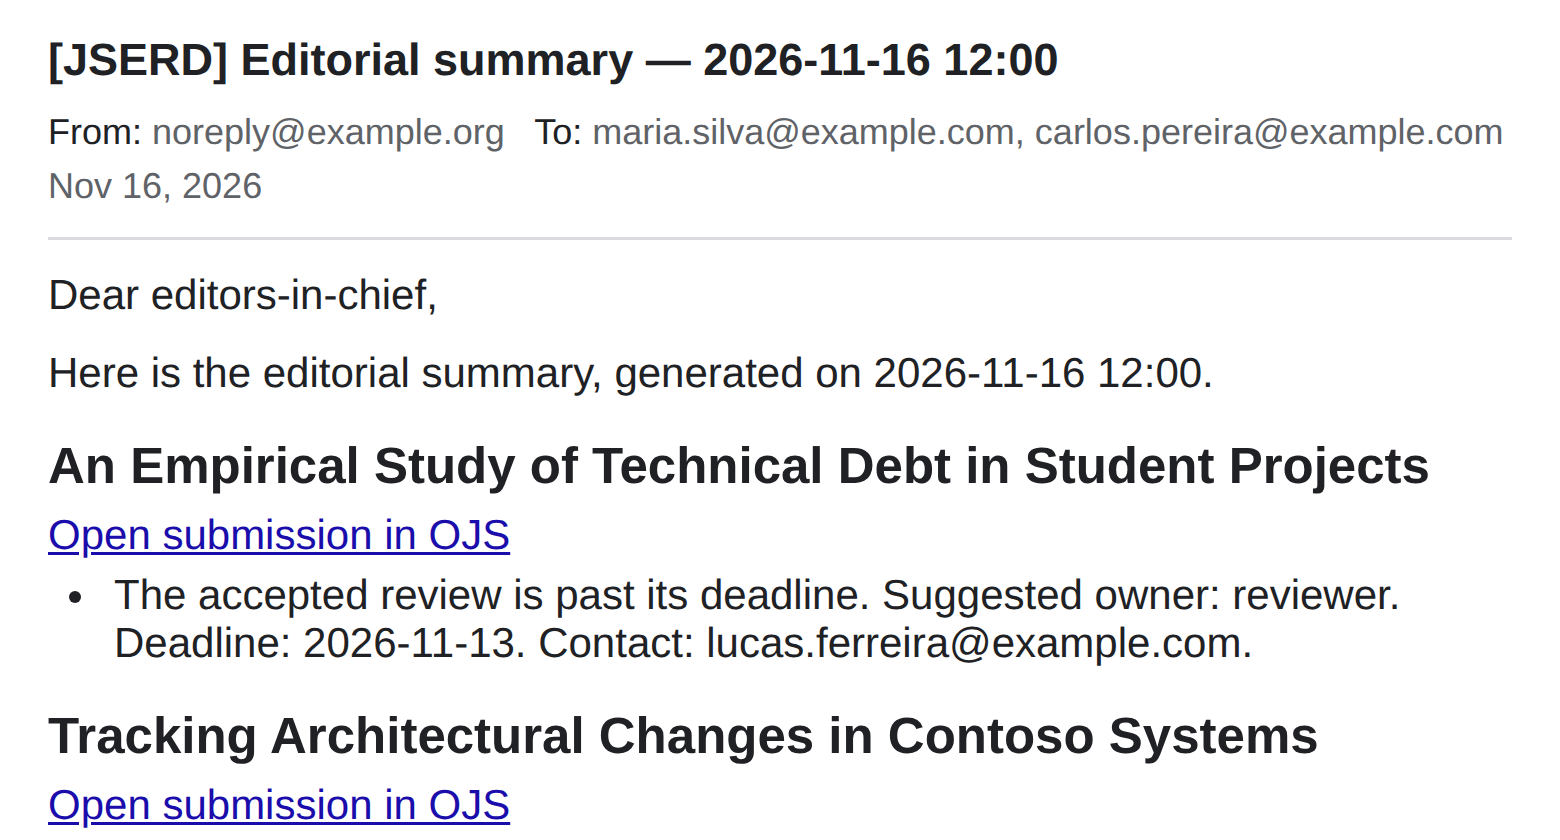 [JSERD] Editorial summary — 2026-11-16 12:00
From: noreply@example.org To: maria.silva@example.com, carlos.pereira@example.com
Nov 16, 2026
Dear editors-in-chief,
Here is the editorial summary, generated on 2026-11-16 12:00.
An Empirical Study of Technical Debt in Student Projects
Open submission in OJS
• The accepted review is past its deadline. Suggested owner: reviewer.
Deadline: 2026-11-13. Contact: lucas.ferreira@example.com.
Tracking Architectural Changes in Contoso Systems
Open submission in OJS